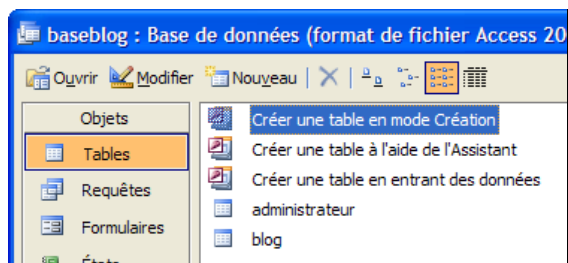 baseblog : Base de données (format de fichier Access 20
Ouvrir Modifier Nouveau
Objets
Tables
Requêtes
Formulaires
États
Créer une table en mode Création
Créer une table à l'aide de l'Assistant
Créer une table en entrant des données
administrateur
blog